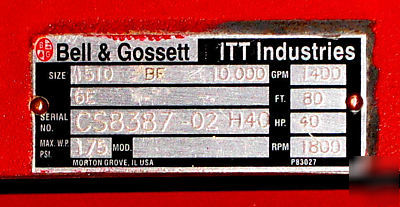 Bell & Gossett ITT Industries
SIZE 1510 BF 10.000 GPM 1400
6E FT. 80
SERIAL NO. CS8387-02 H40 HP. 40
MAX. W.P. PSI. 175 MOD. RPM 1800
MORTON GROVE, IL USA P83027